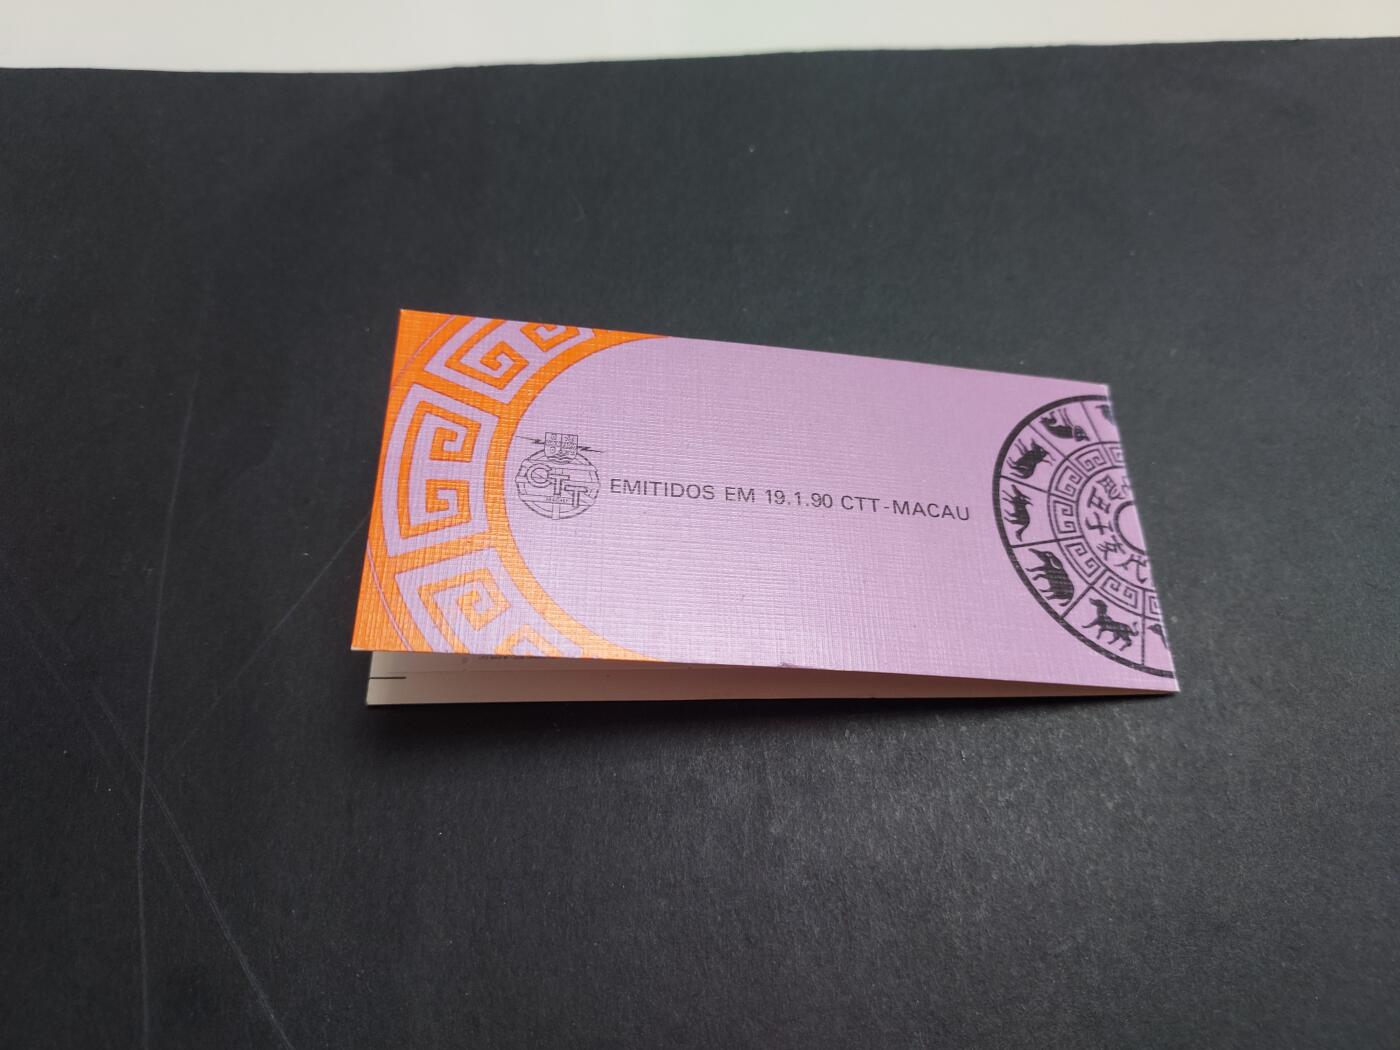 CTT
EMITIDOS EM 19.1.90 CTT-MACAU